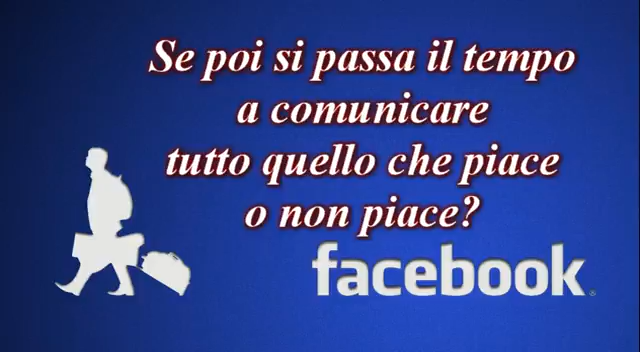 Se poi si passa il tempo
a comunicare
tutto quello che piace
o non piace?
facebook